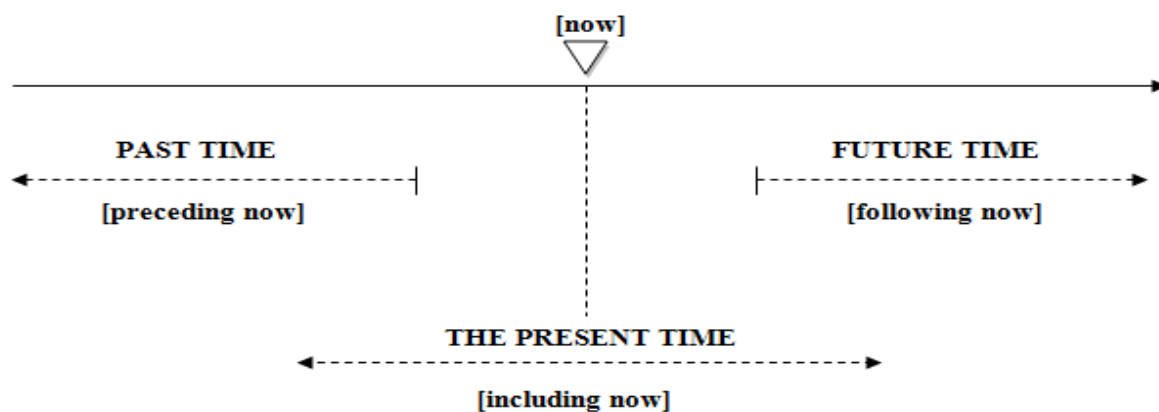 [now]
PAST TIME
FUTURE TIME
[preceding now]
[following now]
THE PRESENT TIME
[including now]